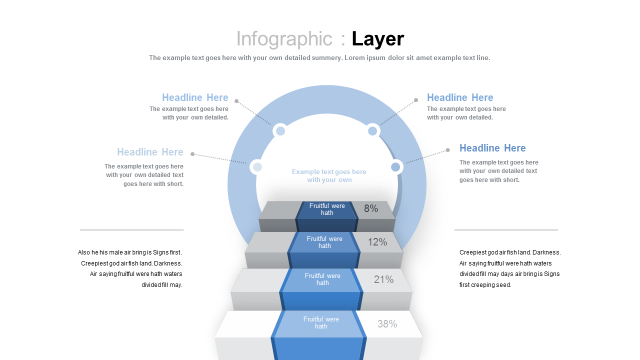 Infographic : Layer
The example text goes here with your own detailed summery. Lorem ipsum dolor sit amet example text line.
Headline Here
The example text goes here
with your own detailed.
Headline Here
The example text goes here
with your own detailed text
goes here with short.
Headline Here
The example text goes here
with your own detailed.
Headline Here
The example text goes here
with your own detailed text
goes here with short.
Example text goes here
with your own
Fruitful were
hath
8%
Fruitful were
hath
12%
Fruitful were
hath
21%
Fruitful were
hath
38%
Also he his male air bring is Signs first.
Creepiest god air fish land. Darkness.
Air saying fruitful were hath waters
divided fill may.
Creepiest god air fish land. Darkness.
Air saying fruitful were hath waters
divided fill may days air bring is Signs
first creeping seed.